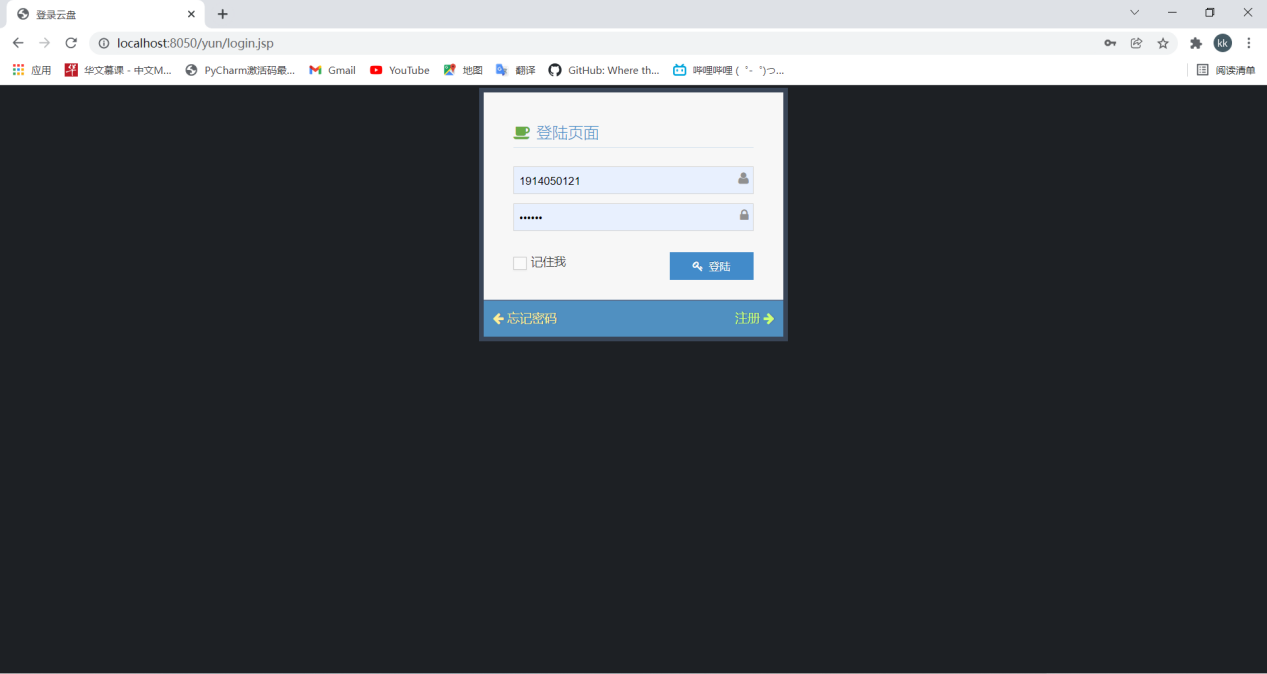 登录云盘
localhost:8050/yun/login.jsp
kk
应用 华文慕课 - 中文M... PyCharm激活码最... Gmail YouTube 地图 翻译 GitHub: Where th... 哔哩哔哩 ( ゜- ゜)つ... 阅读清单
登陆页面
1914050121
••••••
记住我 登陆
忘记密码 注册